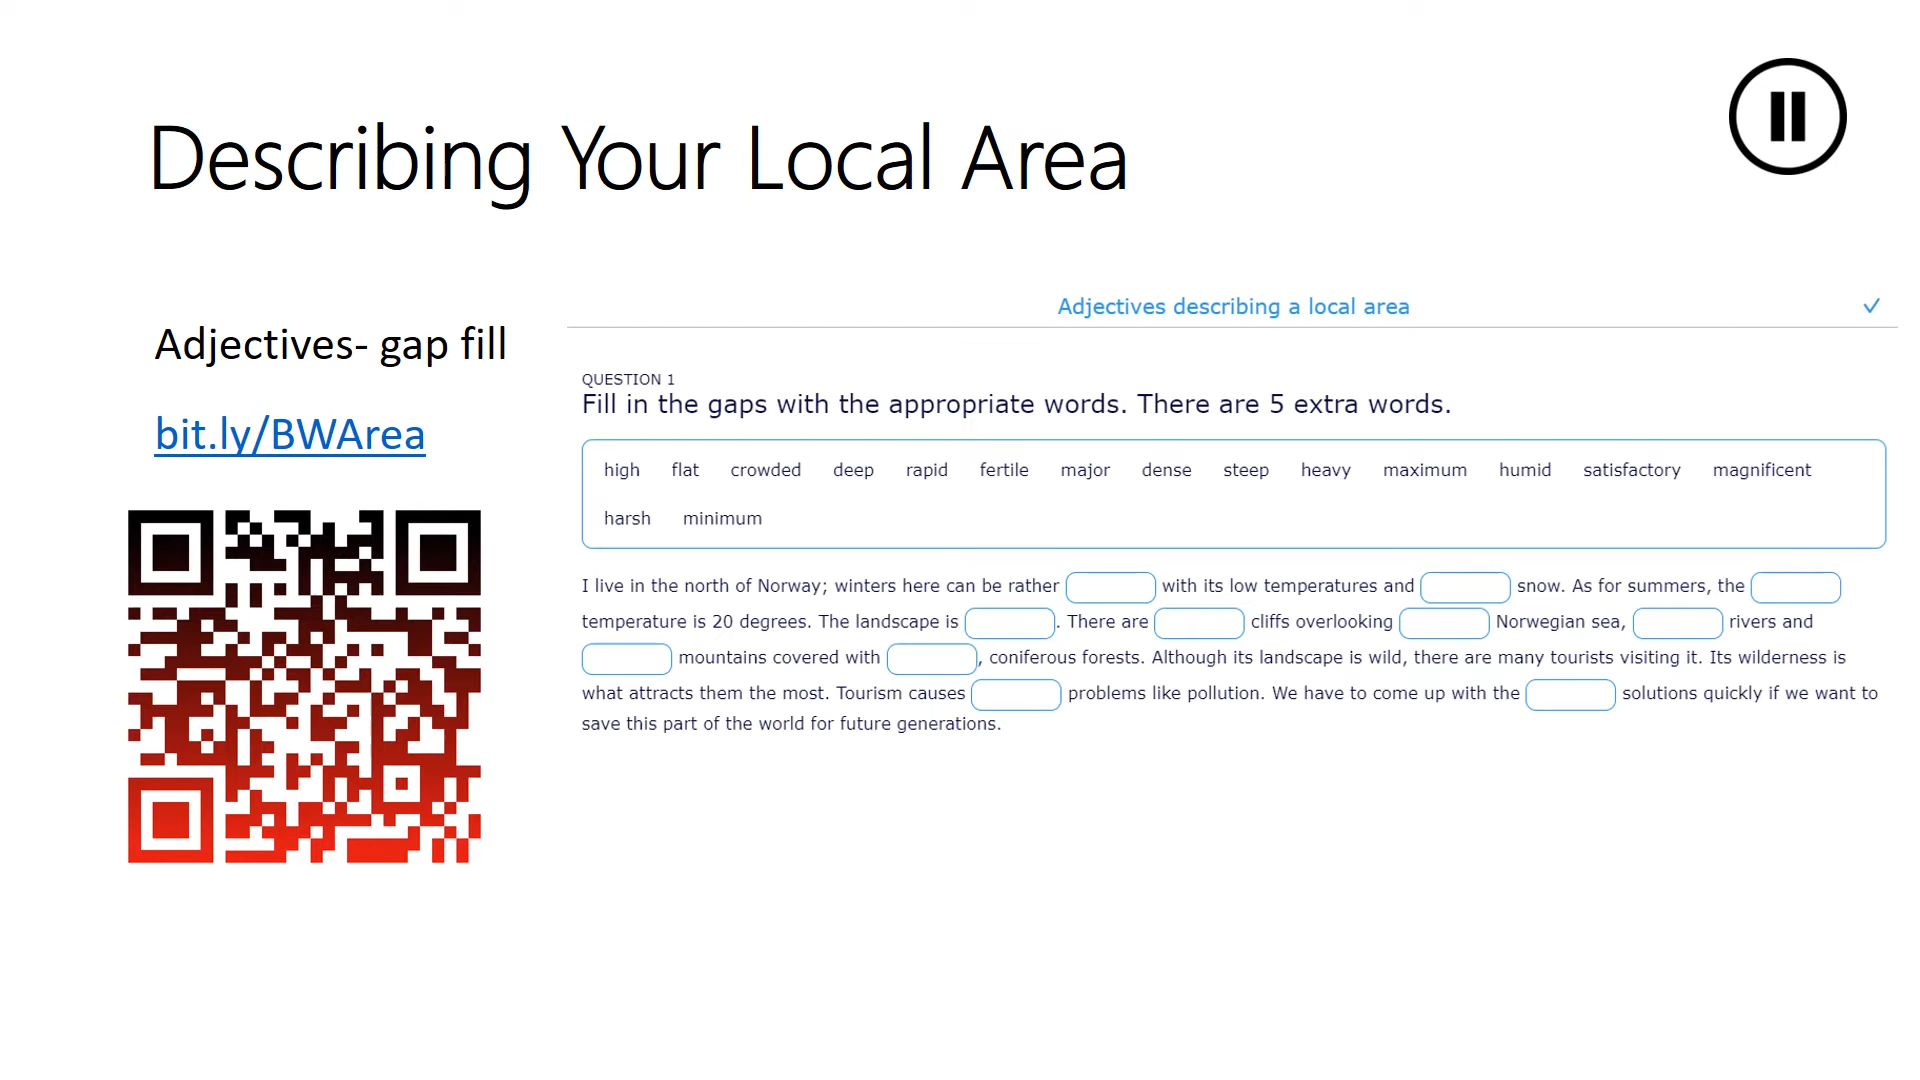 Describing Your Local Area
Adjectives- gap fill
bit.ly/BWArea
Adjectives describing a local area
QUESTION 1
Fill in the gaps with the appropriate words. There are 5 extra words.
high flat crowded deep rapid fertile major dense steep heavy maximum humid satisfactory magnificent
harsh minimum
I live in the north of Norway; winters here can be rather with its low temperatures and snow. As for summers, the
temperature is 20 degrees. The landscape is . There are cliffs overlooking Norwegian sea, rivers and
mountains covered with , coniferous forests. Although its landscape is wild, there are many tourists visiting it. Its wilderness is
what attracts them the most. Tourism causes problems like pollution. We have to come up with the solutions quickly if we want to
save this part of the world for future generations.